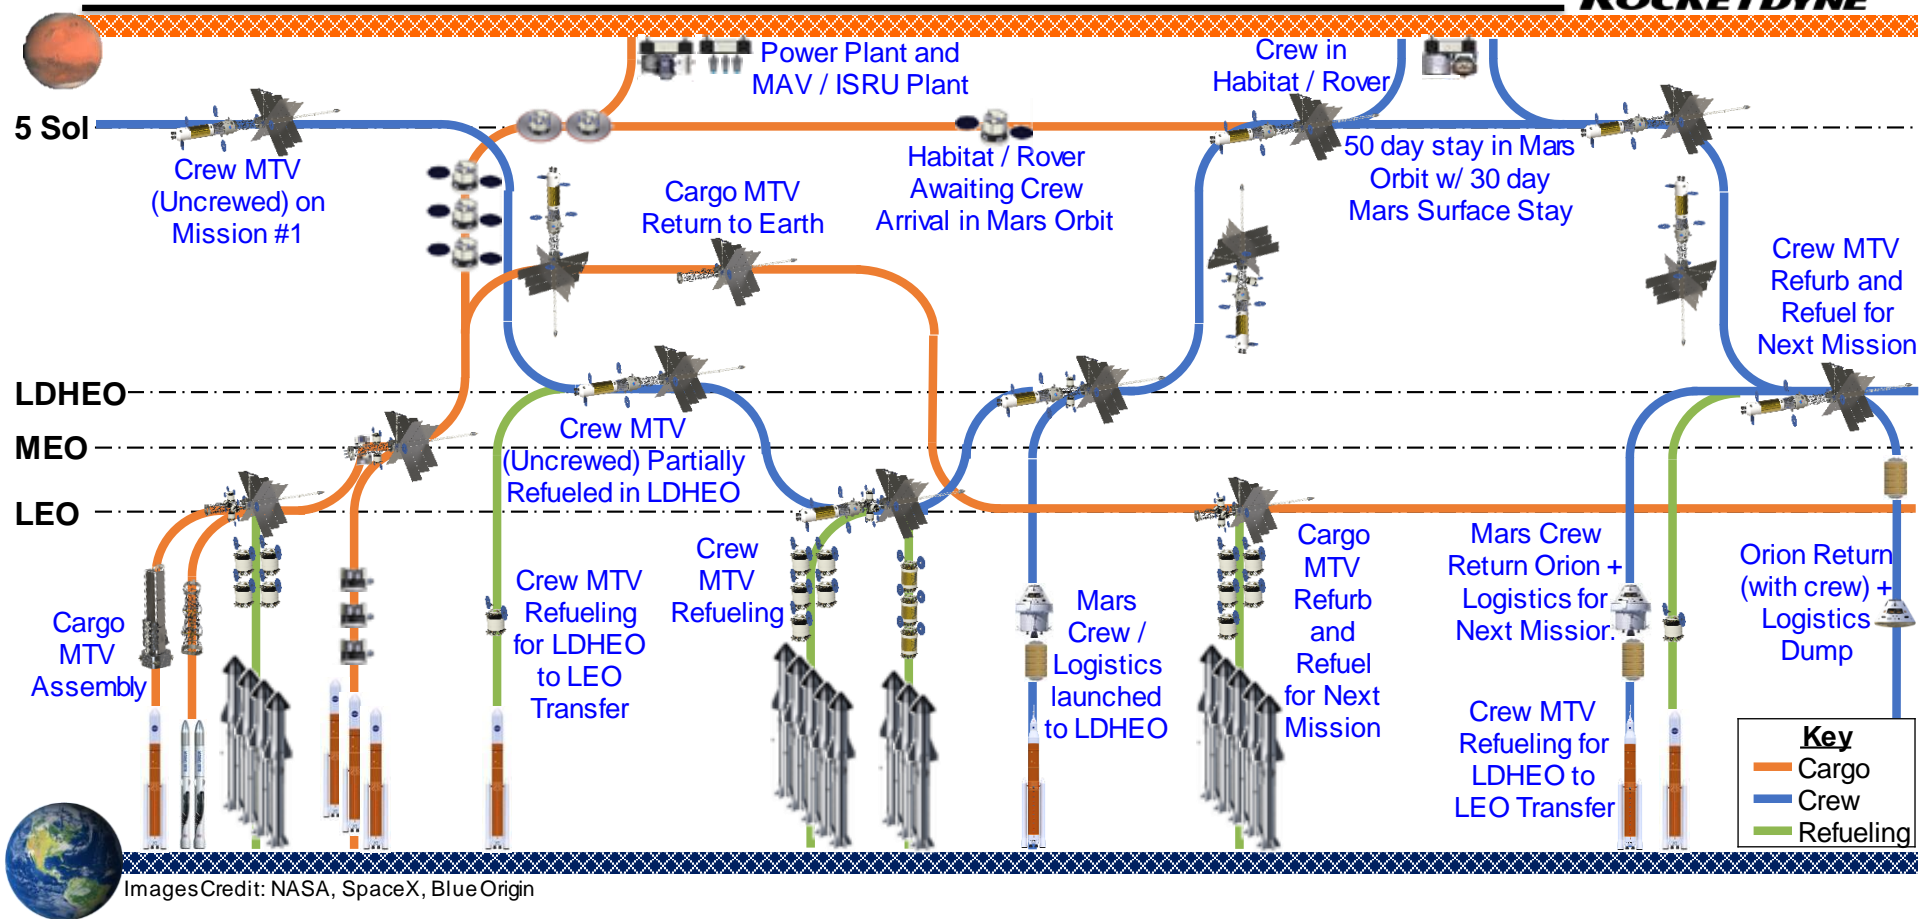 ROCKETDYNE
Power Plant and
MAV / ISRU Plant
Crew in
Habitat / Rover
5 Sol
Crew MTV
(Uncrewed) on
Mission #1
Cargo MTV
Return to Earth
Habitat / Rover
Awaiting Crew
Arrival in Mars Orbit
50 day stay in Mars
Orbit w/ 30 day
Mars Surface Stay
Crew MTV
Refurb and
Refuel for
Next Mission
LDHEO
MEO
LEO
Crew MTV
(Uncrewed) Partially
Refueled in LDHEO
Cargo
MTV
Assembly
Crew MTV
Refueling
for LDHEO
to LEO
Transfer
Crew
MTV
Refueling
Mars
Crew /
Logistics
launched
to LDHEO
Cargo
MTV
Refurb
and
Refuel
for Next
Mission
Mars Crew
Return Orion +
Logistics for
Next Mission.
Crew MTV
Refueling for
LDHEO to
LEO Transfer
Orion Return
(with crew) +
Logistics
Dump
Key
Cargo
Crew
Refueling
Images Credit: NASA, SpaceX, Blue Origin